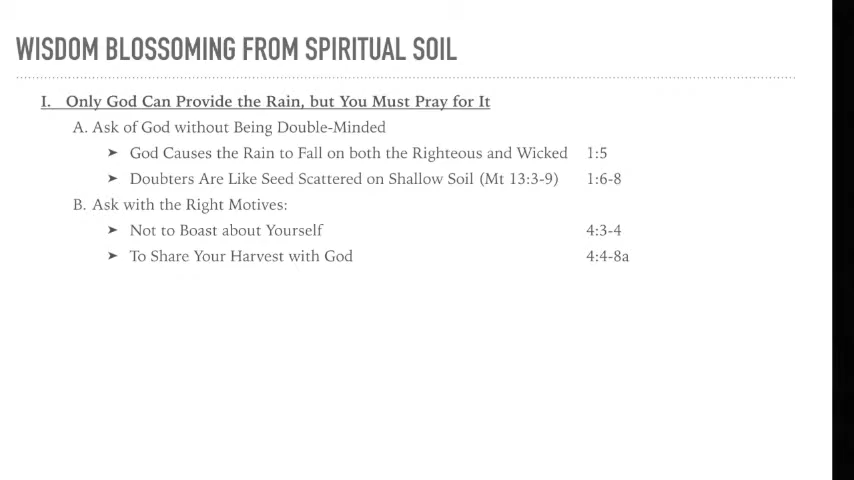 WISDOM BLOSSOMING FROM SPIRITUAL SOIL
I. Only God Can Provide the Rain, but You Must Pray for It
A. Ask of God without Being Double-Minded
➤ God Causes the Rain to Fall on both the Righteous and Wicked 1:5
➤ Doubters Are Like Seed Scattered on Shallow Soil (Mt 13:3-9) 1:6-8
B. Ask with the Right Motives:
➤ Not to Boast about Yourself 4:3-4
➤ To Share Your Harvest with God 4:4-8a